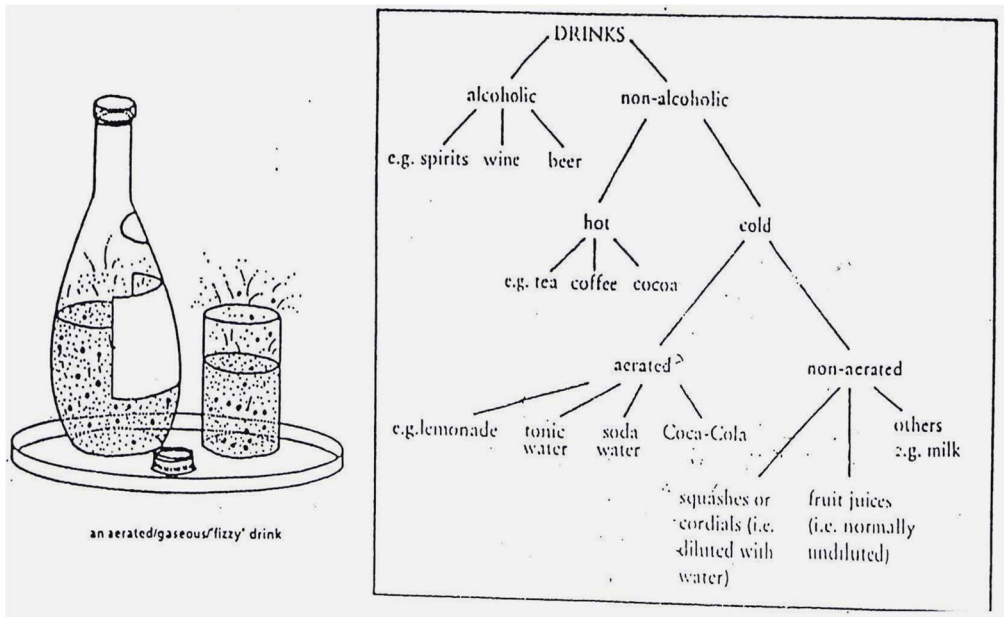 DRINKS
alcoholic
non-alcoholic
e.g. spirits wine beer
hot
cold
e.g. tea coffee cocoa
aerated
non-aerated
e.g. lemonade
tonic
water
soda
water
Coca-Cola
others
e.g. milk
squashes or
cordials (i.e.
diluted with
water)
fruit juices
(i.e. normally
undiluted)
an aerated/gaseous/"fizzy" drink